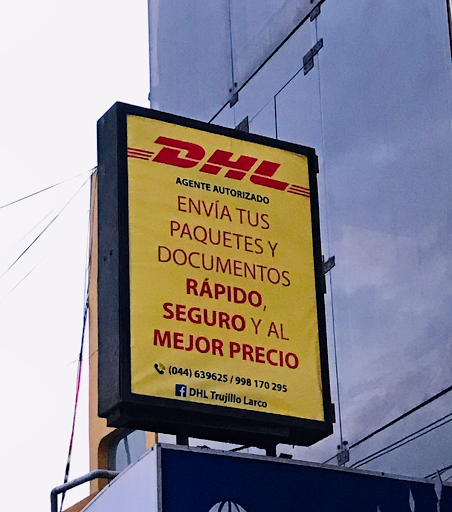 DHL
AGENTE AUTORIZADO
ENVÍA TUS
PAQUETES Y
DOCUMENTOS
RÁPIDO,
SEGURO Y AL
MEJOR PRECIO
(044) 639625 / 998 170 295
f DHL Trujillo Larco